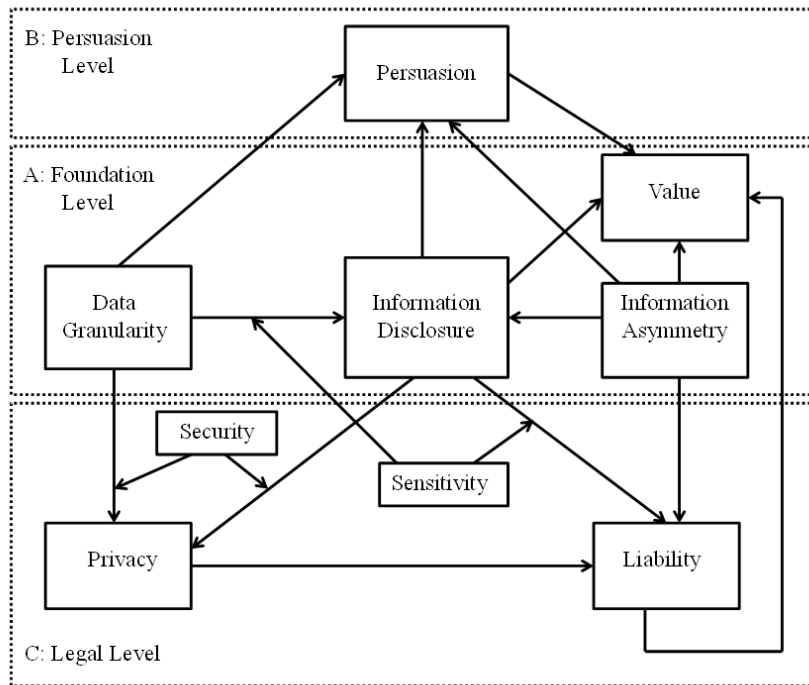 B: Persuasion
Level
Persuasion
A: Foundation
Level
Value
Data
Granularity
Information
Disclosure
Information
Asymmetry
Security
Sensitivity
Privacy
Liability
C: Legal Level